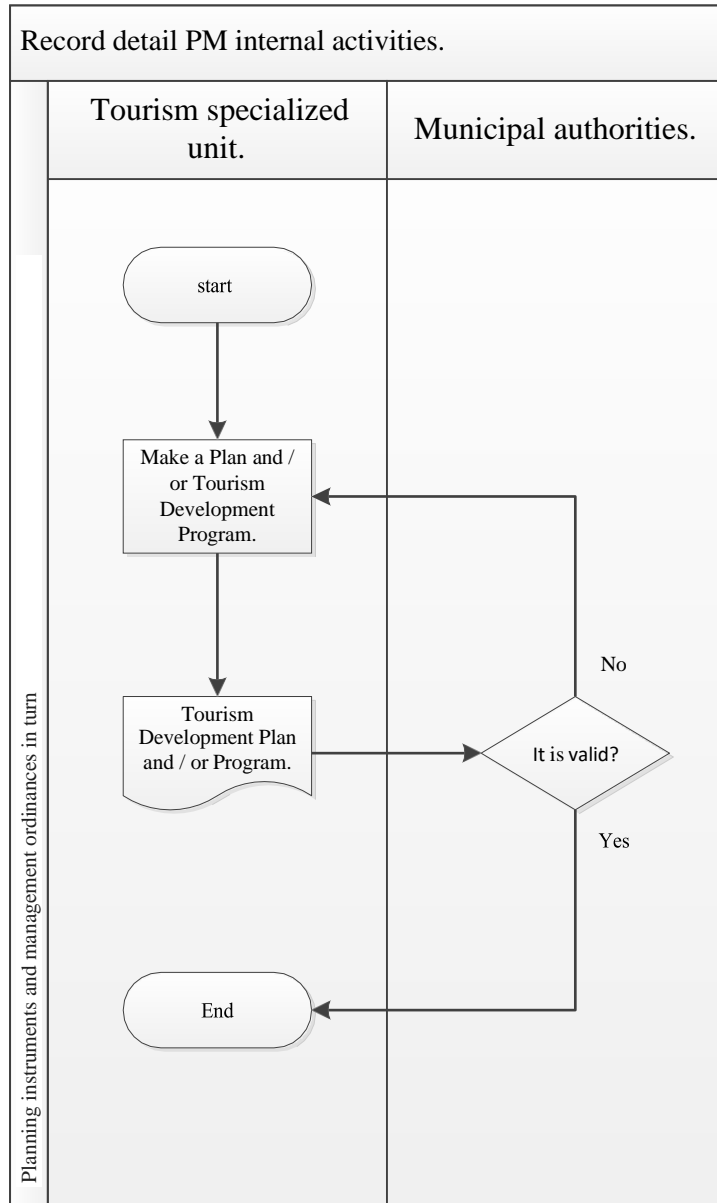 Record detail PM internal activities.
Tourism specialized
unit.
Municipal authorities.
Planning instruments and management ordinances in turn
start
Make a Plan and /
or Tourism
Development
Program.
No
Tourism
Development Plan
and / or Program.
It is valid?
Yes
End